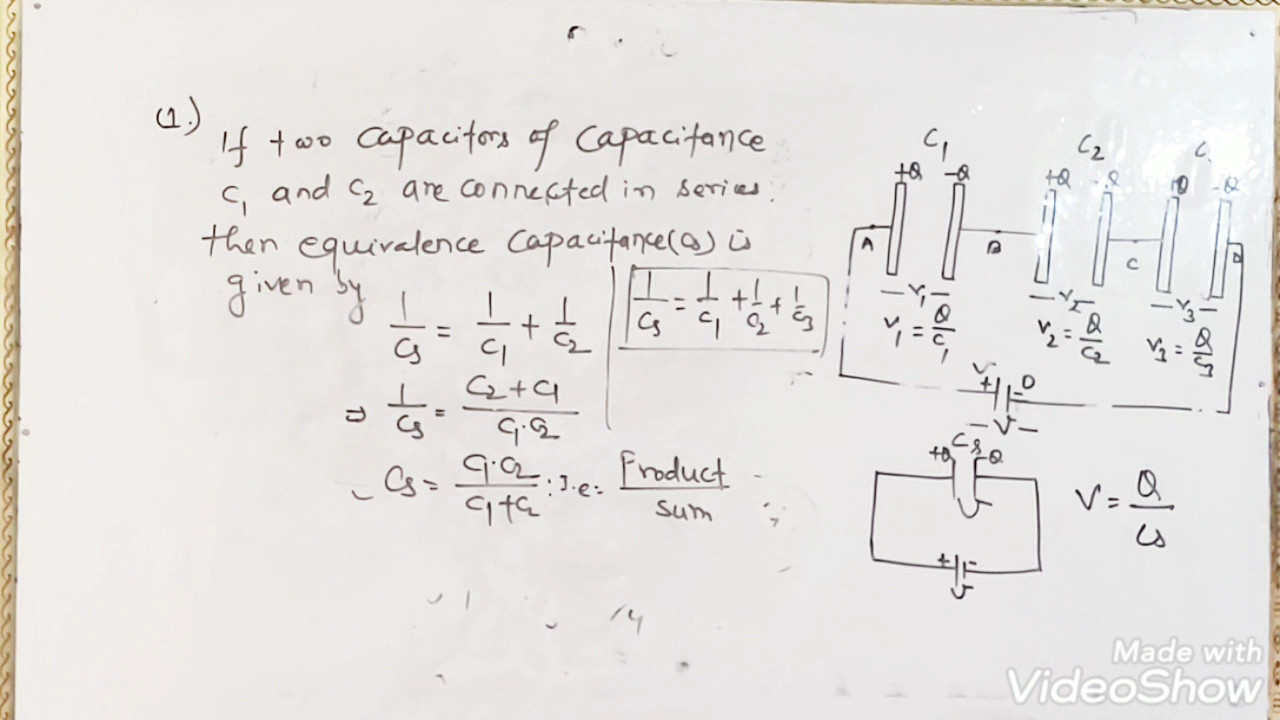 (1.)
If two capacitors of capacitance
C₁ and C₂ are connected in series.
then equivalence capacitance(Cs) is
given by
1/Cs = 1/C₁ + 1/C₂
⇒ 1/Cs = C₂ + C₁ / C₁·C₂
Cs = C₁·C₂ / C₁+C₂ : I.e. Product / sum
1/Cs = 1/C₁ + 1/C₂ + 1/C₃
C₁ C₂ C
+Q -Q +Q -Q +Q -Q
A B C D
V₁ V₂ V₃
V₁ = Q/C₁ V₂ = Q/C₂ V₃ = Q/C₃
V + - D
V
Cs
+Q -Q
V
V = Q/Cs
+ -
V
Made with
VideoShow